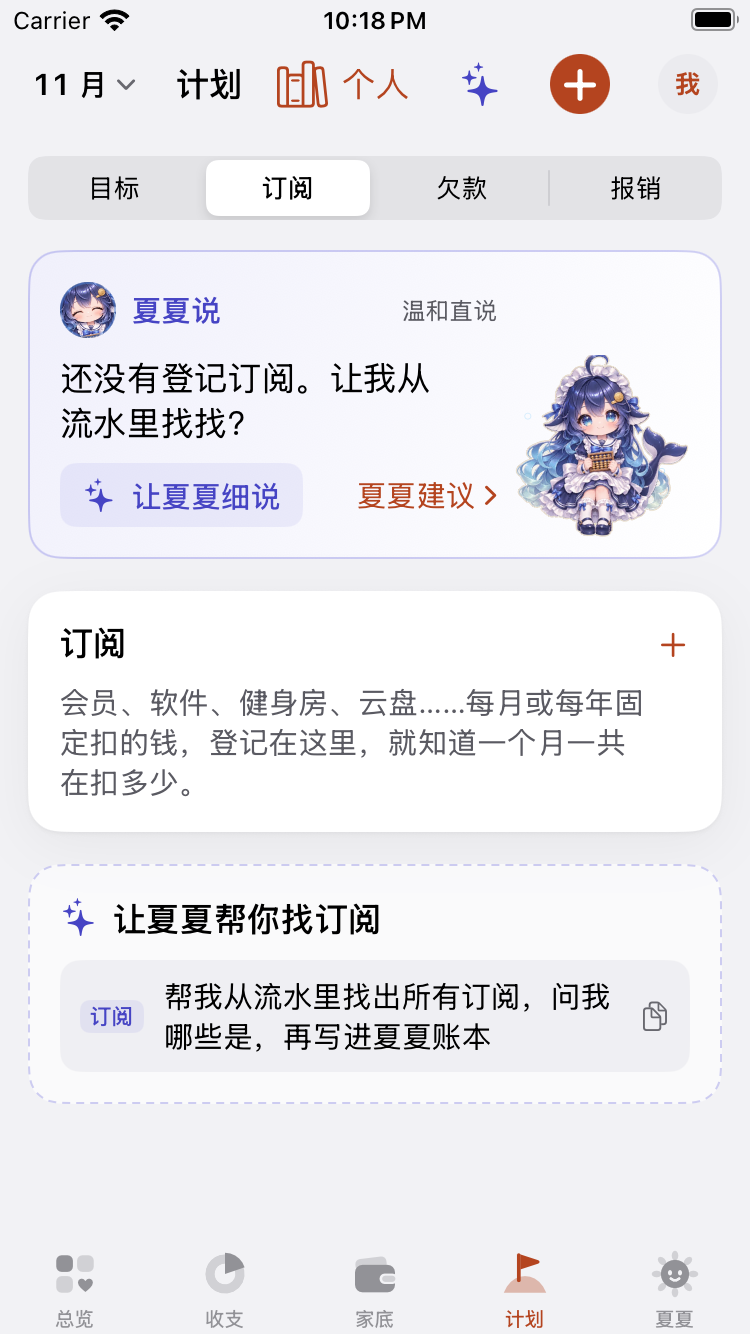 Carrier 10:18 PM
11 月 计划 个人 我
目标 订阅 欠款 报销
夏夏说 温和直说
还没有登记订阅。让我从
流水里找找?
让夏夏细说 夏夏建议
订阅
会员、软件、健身房、云盘……每月或每年固
定扣的钱，登记在这里，就知道一个月一共
在扣多少。
让夏夏帮你找订阅
订阅
帮我从流水里找出所有订阅，问我
哪些是，再写进夏夏账本
总览 收支 家底 计划 夏夏